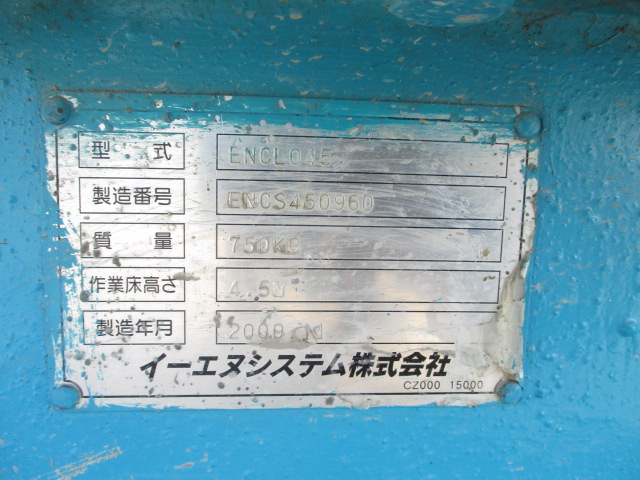 型 式 ENCL045
製造番号 ENCS450960
質 量 750KG
作業床高さ 4.5M
製造年月 2000
イーエヌシステム株式会社
CZ000 15000